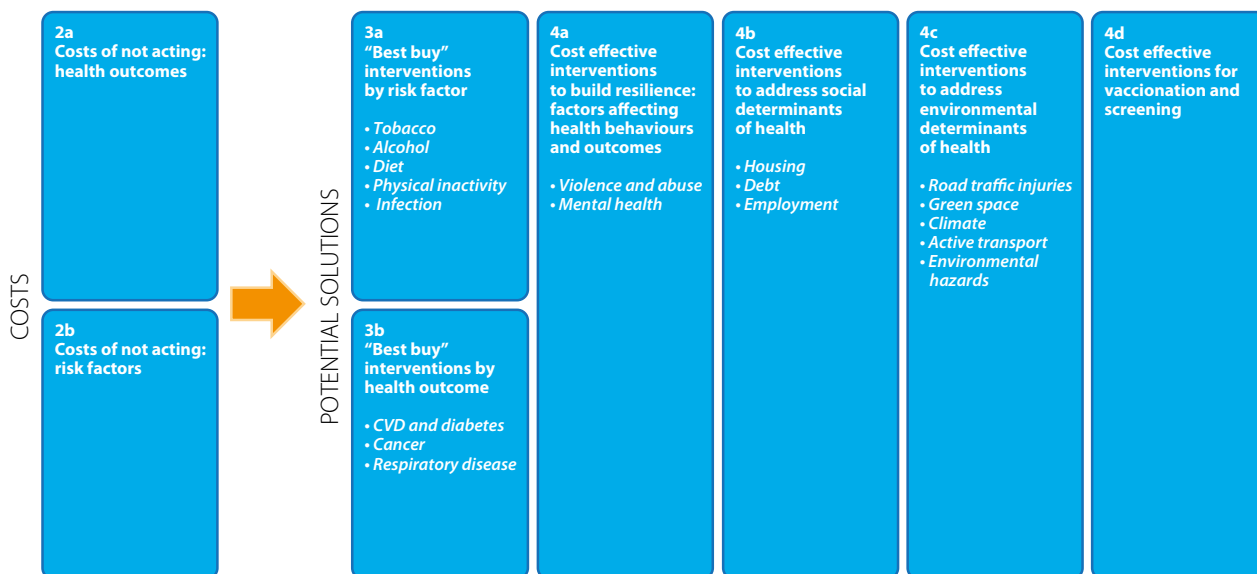 COSTS
2a
Costs of not acting:
health outcomes
2b
Costs of not acting:
risk factors
POTENTIAL SOLUTIONS
3a
“Best buy”
interventions
by risk factor
• Tobacco
• Alcohol
• Diet
• Physical inactivity
• Infection
3b
“Best buy”
interventions by
health outcome
• CVD and diabetes
• Cancer
• Respiratory disease
4a
Cost effective
interventions
to build resilience:
factors affecting
health behaviours
and outcomes
• Violence and abuse
• Mental health
4b
Cost effective
interventions
to address social
determinants
of health
• Housing
• Debt
• Employment
4c
Cost effective
interventions
to address
environmental
determinants
of health
• Road traffic injuries
• Green space
• Climate
• Active transport
• Environmental
hazards
4d
Cost effective
interventions for
vaccionation and
screening